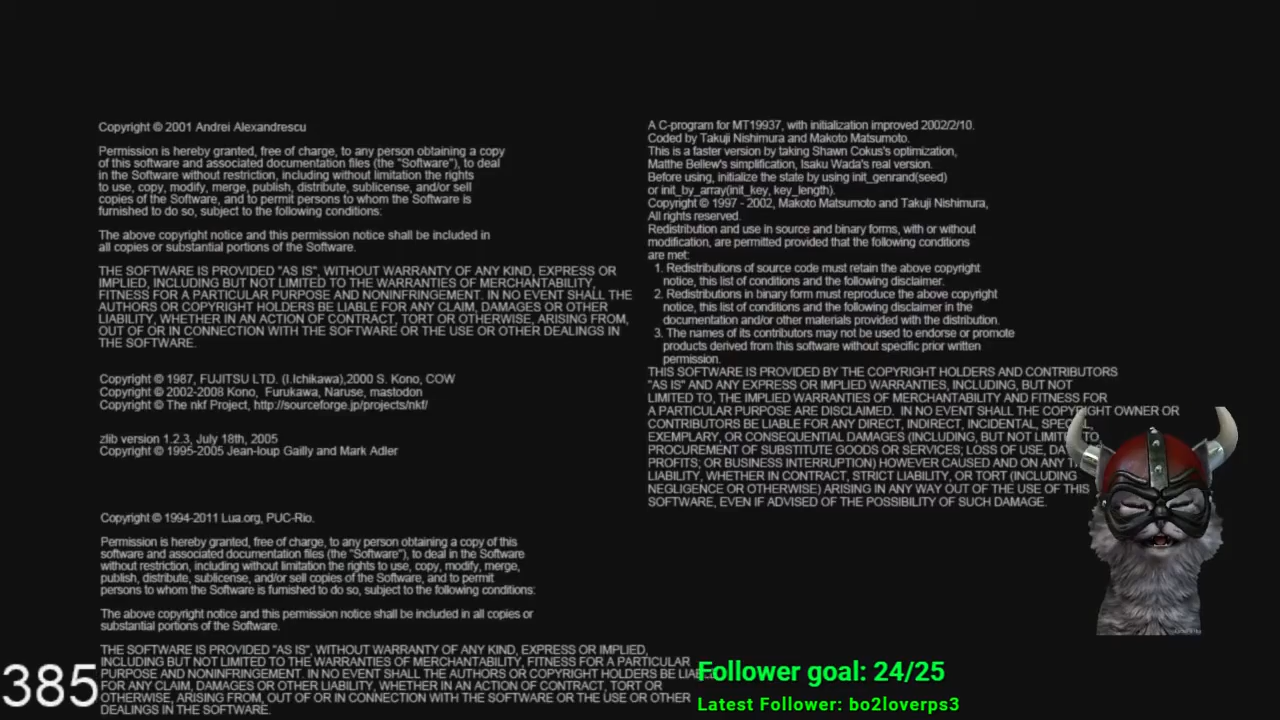 Copyright © 2001 Andrei Alexandrescu
Permission is hereby granted, free of charge, to any person obtaining a copy
of this software and associated documentation files (the "Software"), to deal
in the Software without restriction, including without limitation the rights
to use, copy, modify, merge, publish, distribute, sublicense, and/or sell
copies of the Software, and to permit persons to whom the Software is
furnished to do so, subject to the following conditions:
The above copyright notice and this permission notice shall be included in
all copies or substantial portions of the Software.
THE SOFTWARE IS PROVIDED "AS IS", WITHOUT WARRANTY OF ANY KIND, EXPRESS OR
IMPLIED, INCLUDING BUT NOT LIMITED TO THE WARRANTIES OF MERCHANTABILITY,
FITNESS FOR A PARTICULAR PURPOSE AND NONINFRINGEMENT. IN NO EVENT SHALL THE
AUTHORS OR COPYRIGHT HOLDERS BE LIABLE FOR ANY CLAIM, DAMAGES OR OTHER
LIABILITY, WHETHER IN AN ACTION OF CONTRACT, TORT OR OTHERWISE, ARISING FROM,
OUT OF OR IN CONNECTION WITH THE SOFTWARE OR THE USE OR OTHER DEALINGS IN
THE SOFTWARE.
Copyright © 1987, FUJITSU LTD. (I.Ichikawa),2000 S. Kono, COW
Copyright © 2002-2008 Kono, Furukawa, Naruse, mastodon
Copyright © The nkf Project, http://sourceforge.jp/projects/nkf/
zlib version 1.2.3, July 18th, 2005
Copyright © 1995-2005 Jean-loup Gailly and Mark Adler
Copyright © 1994-2011 Lua.org, PUC-Rio.
Permission is hereby granted, free of charge, to any person obtaining a copy of this
software and associated documentation files (the "Software"), to deal in the Software
without restriction, including without limitation the rights to use, copy, modify, merge,
publish, distribute, sublicense, and/or sell copies of the Software, and to permit
persons to whom the Software is furnished to do so, subject to the following conditions:
The above copyright notice and this permission notice shall be included in all copies or
substantial portions of the Software.
THE SOFTWARE IS PROVIDED "AS IS", WITHOUT WARRANTY OF ANY KIND, EXPRESS OR IMPLIED,
INCLUDING BUT NOT LIMITED TO THE WARRANTIES OF MERCHANTABILITY, FITNESS FOR A PARTICULAR
PURPOSE AND NONINFRINGEMENT. IN NO EVENT SHALL THE AUTHORS OR COPYRIGHT HOLDERS BE
FOR ANY CLAIM, DAMAGES OR OTHER LIABILITY, WHETHER IN AN ACTION OF CONTRACT, TORT OR
OTHERWISE, ARISING FROM, OUT OF OR IN CONNECTION WITH THE SOFTWARE OR THE USE OR OTHER
DEALINGS IN THE SOFTWARE.
385
A C-program for MT19937, with initialization improved 2002/2/10.
Coded by Takuji Nishimura and Makoto Matsumoto.
This is a faster version by taking Shawn Cokus's optimization,
Matthe Bellew's simplification, Isaku Wada's real version.
Before using, initialize the state by using init_genrand(seed)
or init_by_array(init_key, key_length).
Copyright © 1997 - 2002, Makoto Matsumoto and Takuji Nishimura,
All rights reserved.
Redistribution and use in source and binary forms, with or without
modification, are permitted provided that the following conditions
are met:
1. Redistributions of source code must retain the above copyright
notice, this list of conditions and the following disclaimer.
2. Redistributions in binary form must reproduce the above copyright
notice, this list of conditions and the following disclaimer in the
documentation and/or other materials provided with the distribution.
3. The names of its contributors may not be used to endorse or promote
products derived from this software without specific prior written
permission.
THIS SOFTWARE IS PROVIDED BY THE COPYRIGHT HOLDERS AND CONTRIBUTORS
"AS IS" AND ANY EXPRESS OR IMPLIED WARRANTIES, INCLUDING, BUT NOT
LIMITED TO, THE IMPLIED WARRANTIES OF MERCHANTABILITY AND FITNESS FOR
A PARTICULAR PURPOSE ARE DISCLAIMED. IN NO EVENT SHALL THE COPYRIGHT OWNER OR
CONTRIBUTORS BE LIABLE FOR ANY DIRECT, INDIRECT, INCIDENTAL,
EXEMPLARY, OR CONSEQUENTIAL DAMAGES (INCLUDING, BUT NOT LIMITED TO,
PROCUREMENT OF SUBSTITUTE GOODS OR SERVICES; LOSS OF USE,
PROFITS; OR BUSINESS INTERRUPTION) HOWEVER CAUSED AND ON ANY
LIABILITY, WHETHER IN CONTRACT, STRICT LIABILITY, OR TORT (INCLUDING
NEGLIGENCE OR OTHERWISE) ARISING IN ANY WAY OUT OF THE USE OF THIS
SOFTWARE, EVEN IF ADVISED OF THE POSSIBILITY OF SUCH DAMAGE.
Follower goal: 24/25
Latest Follower: bo2loverps3